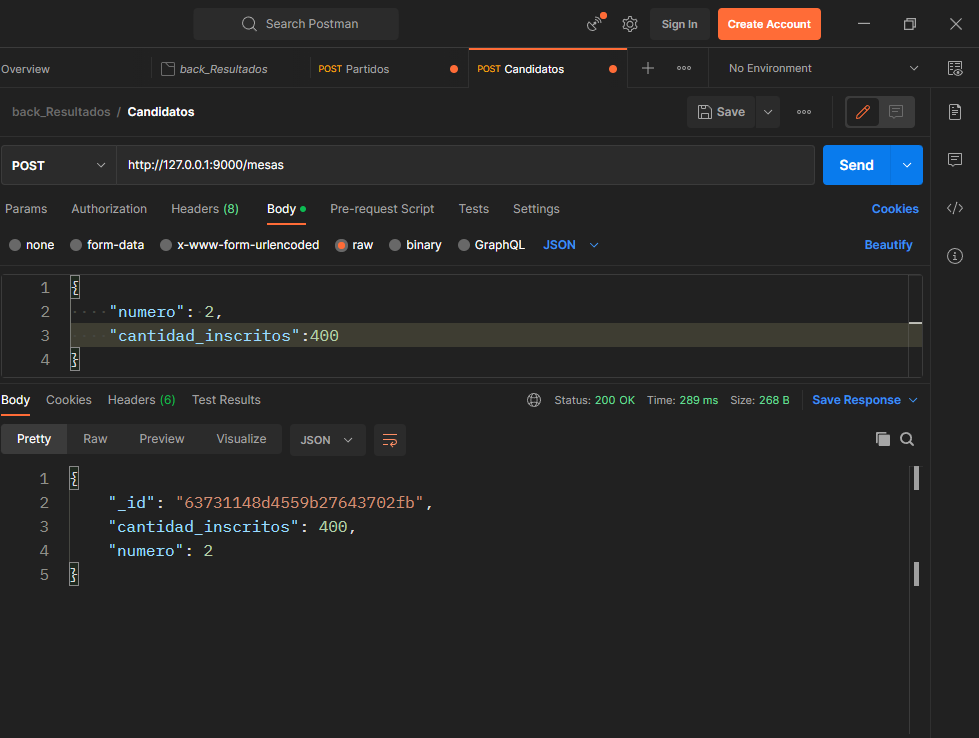 Search Postman
Sign In
Create Account
Overview
back_Resultados
POST Partidos
POST Candidatos
No Environment
back_Resultados / Candidatos
Save
POST
http://127.0.0.1:9000/mesas
Send
Params Authorization Headers (8) Body Pre-request Script Tests Settings Cookies
none form-data x-www-form-urlencoded raw binary GraphQL JSON Beautify
1 {
2 "numero": 2,
3 "cantidad_inscritos":400
4 }
Body Cookies Headers (6) Test Results Status: 200 OK Time: 289 ms Size: 268 B Save Response
Pretty Raw Preview Visualize JSON
1 {
2 "_id": "63731148d4559b27643702fb",
3 "cantidad_inscritos": 400,
4 "numero": 2
5 }